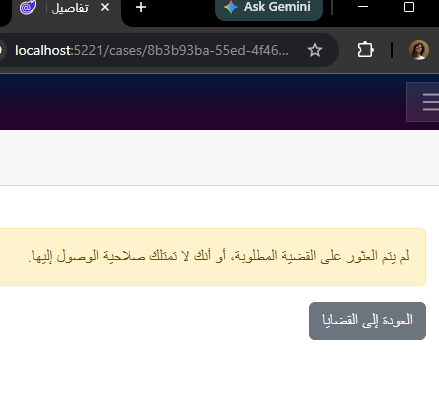 تفاصيل
Ask Gemini
localhost:5221/cases/8b3b93ba-55ed-4f46...
لم يتم العثور على القضية المطلوبة، أو أنك لا تمتلك صلاحية الوصول إليها.
العودة إلى القضايا